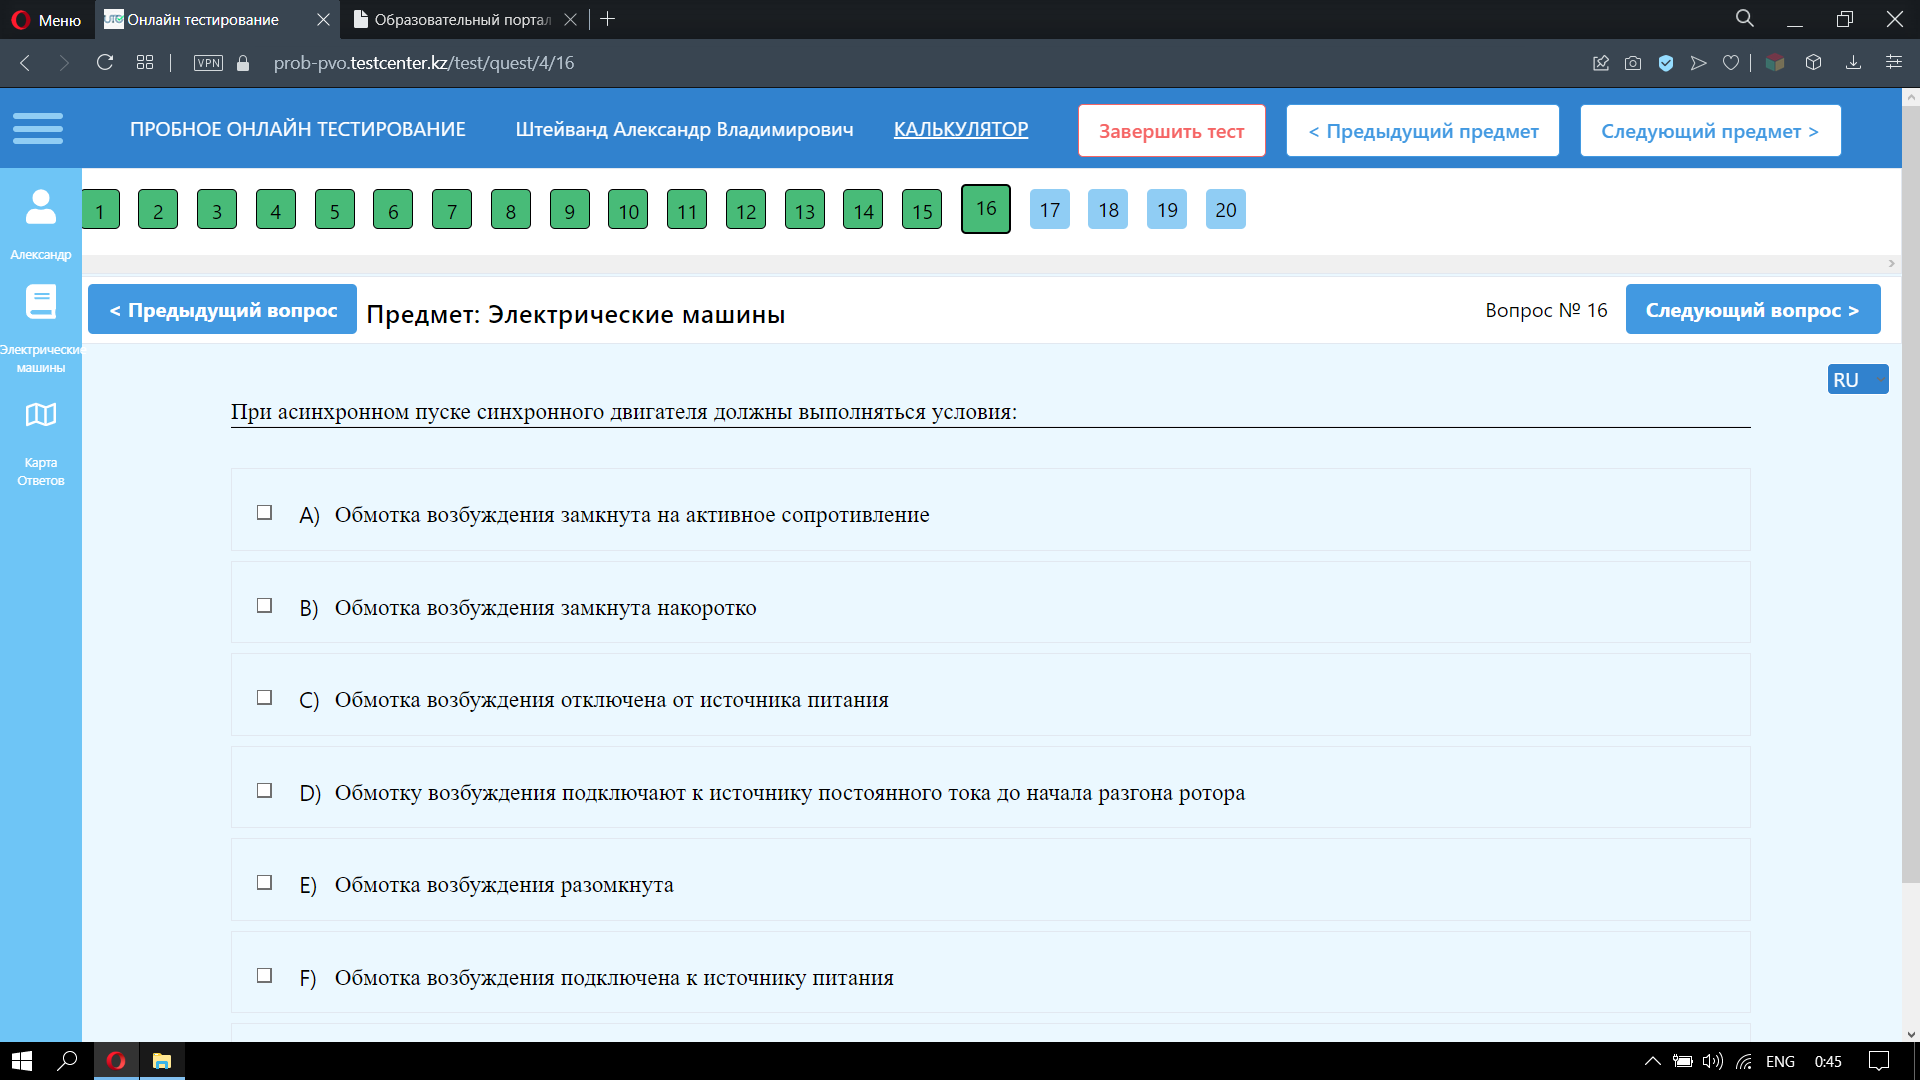 Меню
Онлайн тестирование
Образовательный портал
VPN
prob-pvo.testcenter.kz/test/quest/4/16
ПРОБНОЕ ОНЛАЙН ТЕСТИРОВАНИЕ
Штейванд Александр Владимирович
КАЛЬКУЛЯТОР
Завершить тест
< Предыдущий предмет
Следующий предмет >
Александр
1 2 3 4 5 6 7 8 9 10 11 12 13 14 15 16 17 18 19 20
< Предыдущий вопрос
Предмет: Электрические машины
Вопрос № 16
Следующий вопрос >
Электрические
машины
Карта
Ответов
RU
При асинхронном пуске синхронного двигателя должны выполняться условия:
A) Обмотка возбуждения замкнута на активное сопротивление
B) Обмотка возбуждения замкнута накоротко
C) Обмотка возбуждения отключена от источника питания
D) Обмотку возбуждения подключают к источнику постоянного тока до начала разгона ротора
E) Обмотка возбуждения разомкнута
F) Обмотка возбуждения подключена к источнику питания
ENG
0:45